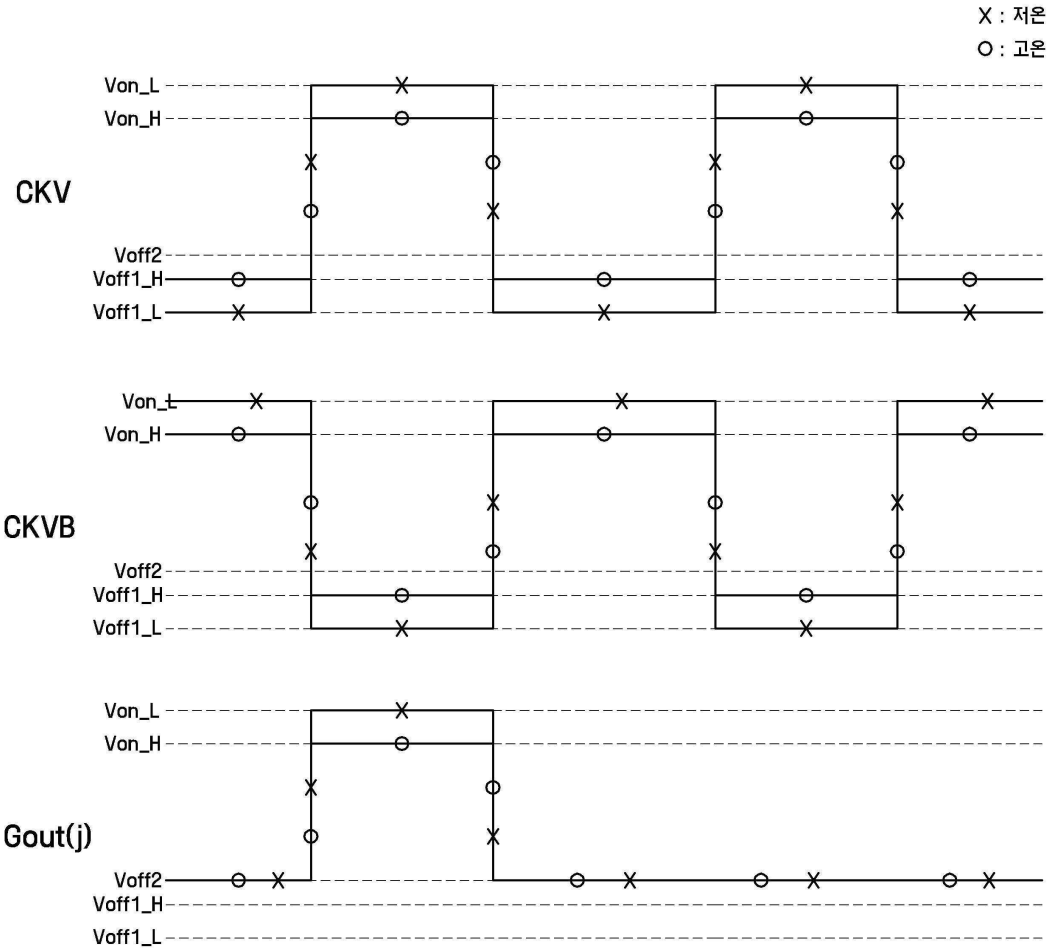 X : 저온
O : 고온
Von_L
Von_H
CKV
Voff2
Voff1_H
Voff1_L
Von_L
Von_H
CKVB
Voff2
Voff1_H
Voff1_L
Von_L
Von_H
Gout(j)
Voff2
Voff1_H
Voff1_L